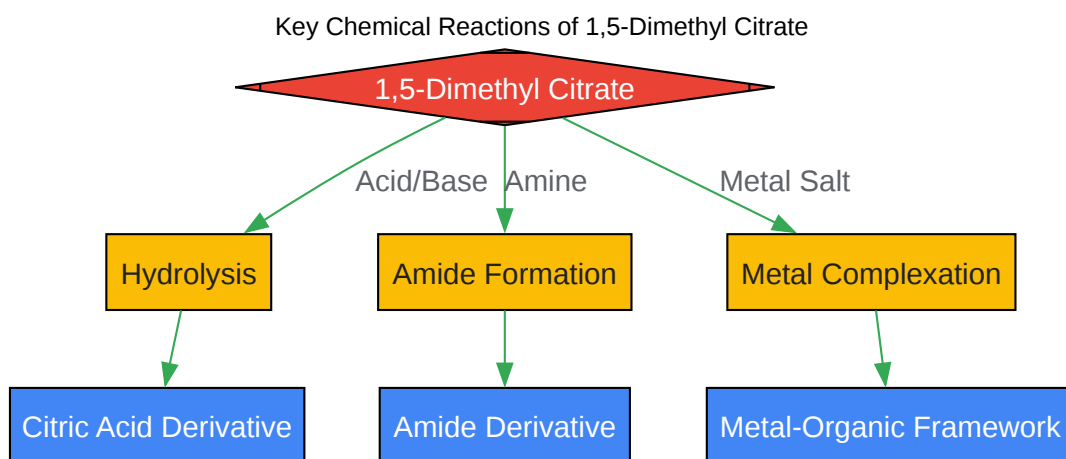 Key Chemical Reactions of 1,5-Dimethyl Citrate
1,5-Dimethyl Citrate
Acid/Base
Amine
Metal Salt
Hydrolysis
Amide Formation
Metal Complexation
Citric Acid Derivative
Amide Derivative
Metal-Organic Framework